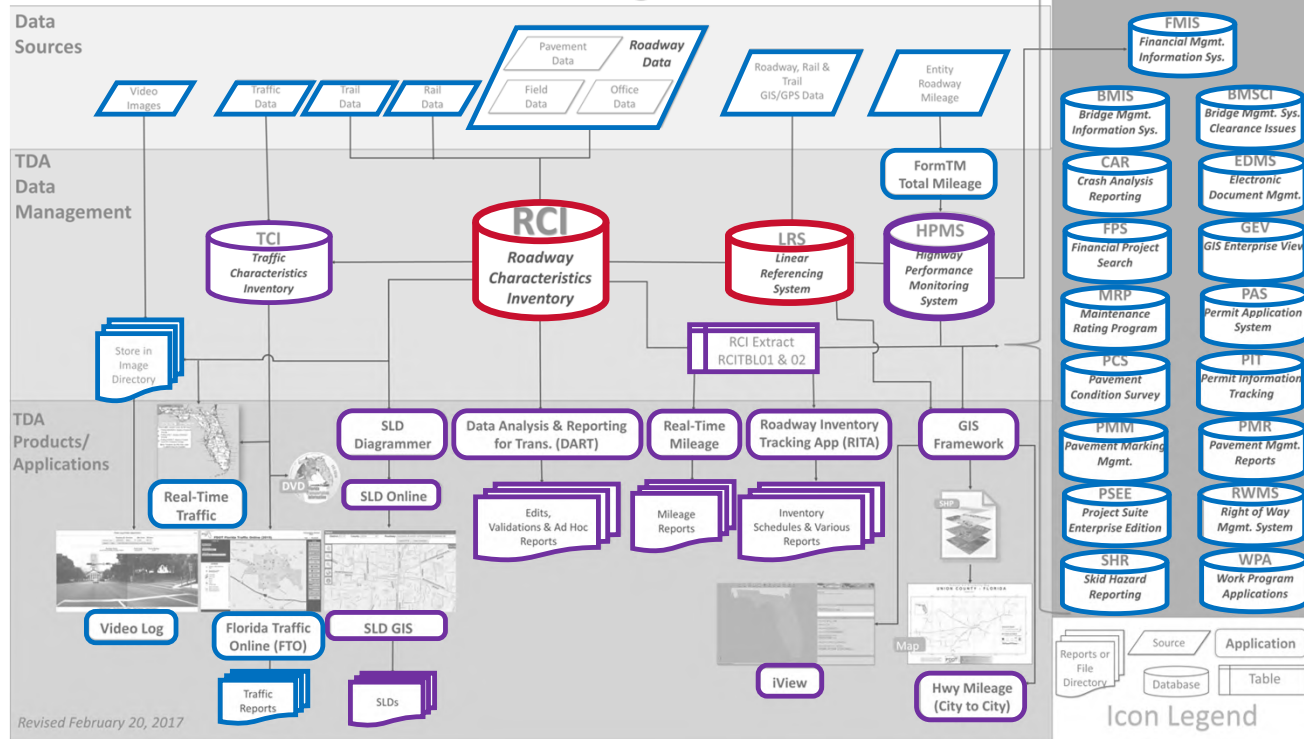 Data
Sources
Video
Images
Traffic
Data
Trail
Data
Rail
Data
Pavement
Data
Roadway
Data
Field
Data
Office
Data
Roadway, Rail &
Trail
GIS/GPS Data
Entity
Roadway
Mileage
TDA
Data
Management
FormTM
Total Mileage
TCI
Traffic
Characteristics
Inventory
RCI
Roadway
Characteristics
Inventory
LRS
Linear
Referencing
System
HPMS
Highway
Performance
Monitoring
System
Store in
Image
Directory
RCI Extract
RCITBL01 & 02
TDA
Products/
Applications
SLD
Diagrammer
Data Analysis & Reporting
for Trans. (DART)
Real-Time
Mileage
Roadway Inventory
Tracking App (RITA)
GIS
Framework
DVD
Real-Time
Traffic
SLD Online
Edits,
Validations & Ad Hoc
Reports
Mileage
Reports
Inventory
Schedules & Various
Reports
SHP
FDOT Florida Traffic Online (2015)
UNION COUNTY - FLORIDA
Map
Video Log
Florida Traffic
Online (FTO)
SLD GIS
iView
Hwy Mileage
(City to City)
Traffic
Reports
SLDs
Revised February 20, 2017
FMIS
Financial Mgmt.
Information Sys.
BMIS
Bridge Mgmt.
Information Sys.
BMSCI
Bridge Mgmt. Sys.
Clearance Issues
CAR
Crash Analysis
Reporting
EDMS
Electronic
Document Mgmt.
FPS
Financial Project
Search
GEV
GIS Enterprise View
MRP
Maintenance
Rating Program
PAS
Permit Application
System
PCS
Pavement
Condition Survey
PIT
Permit Information
Tracking
PMM
Pavement Marking
Mgmt.
PMR
Pavement Mgmt.
Reports
PSEE
Project Suite
Enterprise Edition
RWMS
Right of Way
Mgmt. System
SHR
Skid Hazard
Reporting
WPA
Work Program
Applications
Reports or
File
Directory
Source
Application
Database
Table
Icon Legend